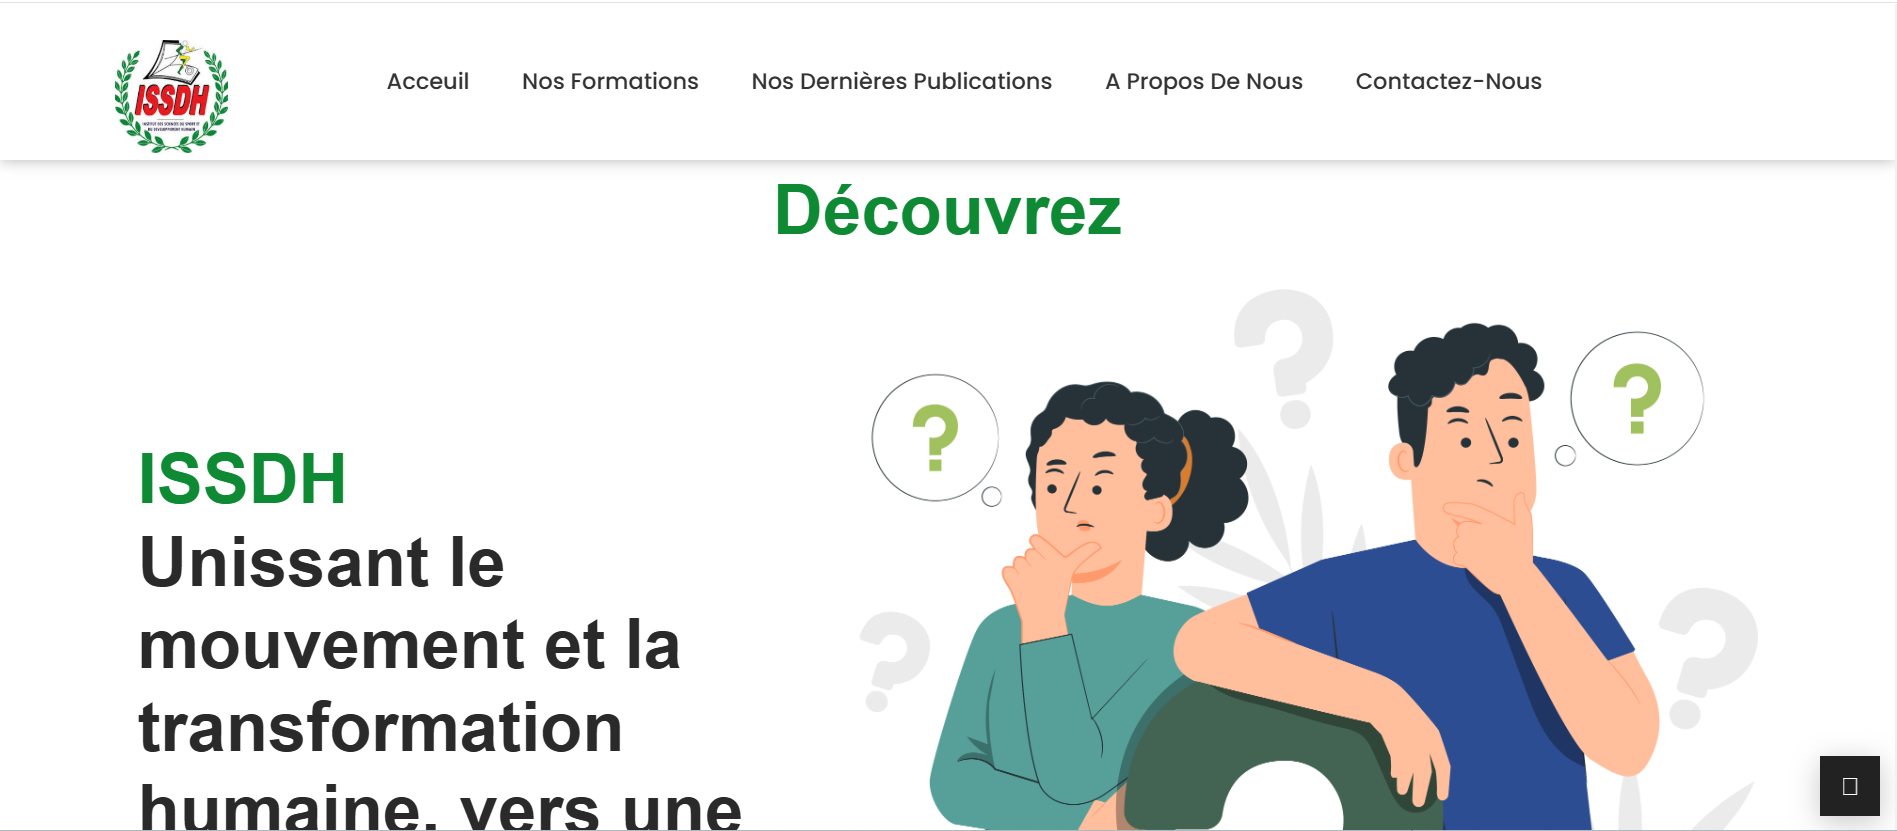 ISSDH
INSTITUT DES SCIENCES DU SPORT ET
DU DEVELOPPEMENT HUMAIN
Acceuil
Nos Formations
Nos Dernières Publications
A Propos De Nous
Contactez-Nous
Découvrez
?
?
ISSDH
Unissant le
mouvement et la
transformation
humaine, vers une